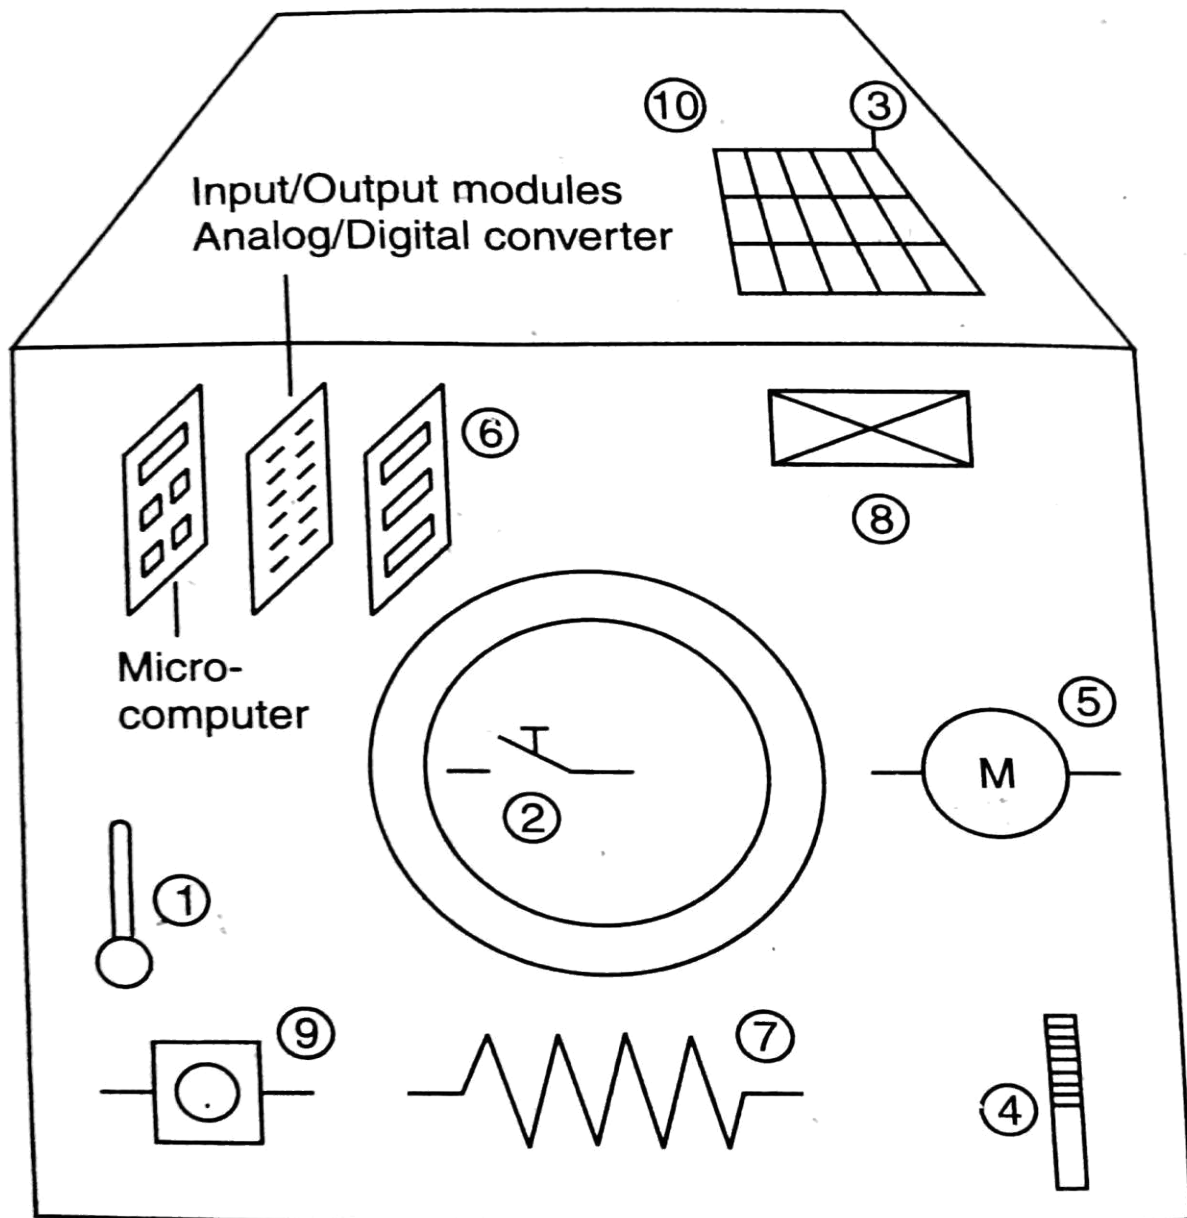 10 3
Input/Output modules
Analog/Digital converter
6
8
Micro-
computer
5
M
2
1
9
7
4